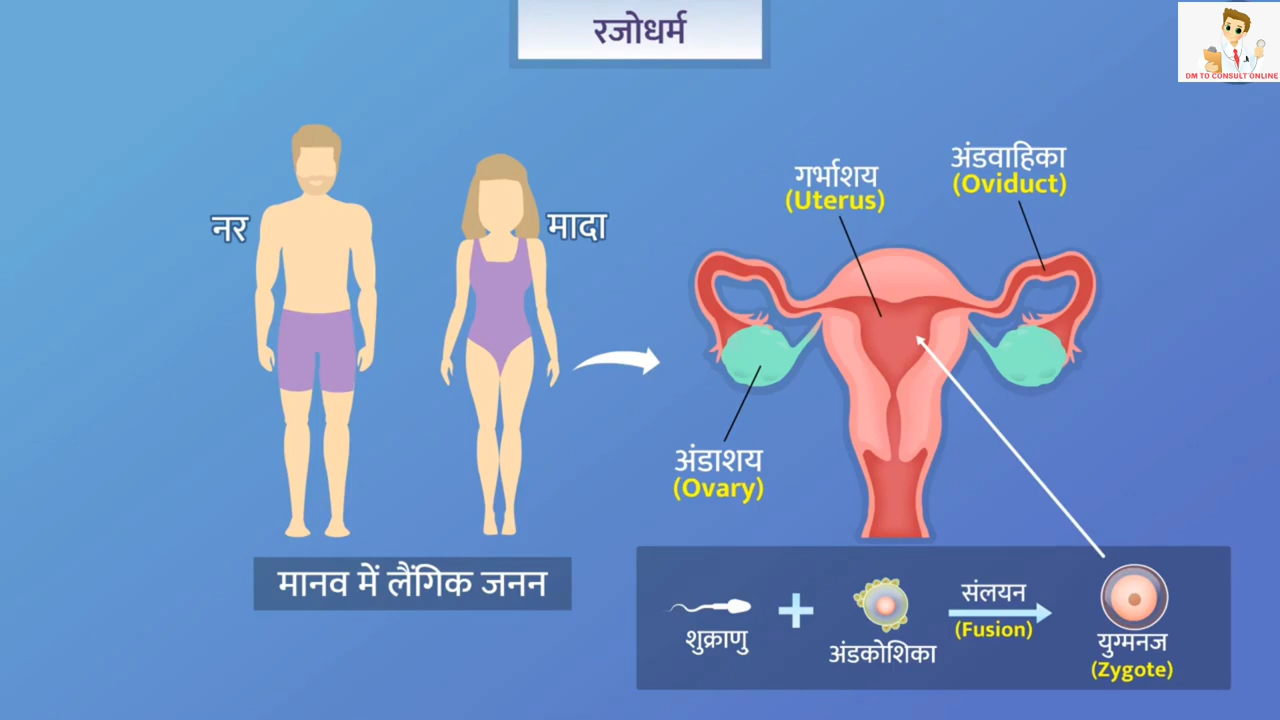 रजोधर्म
DM TO CONSULT ONLINE
नर
मादा
गर्भाशय
(Uterus)
अंडवाहिका
(Oviduct)
अंडाशय
(Ovary)
मानव में लैंगिक जनन
शुक्राणु
+
अंडकोशिका
संलयन
(Fusion)
युग्मनज
(Zygote)